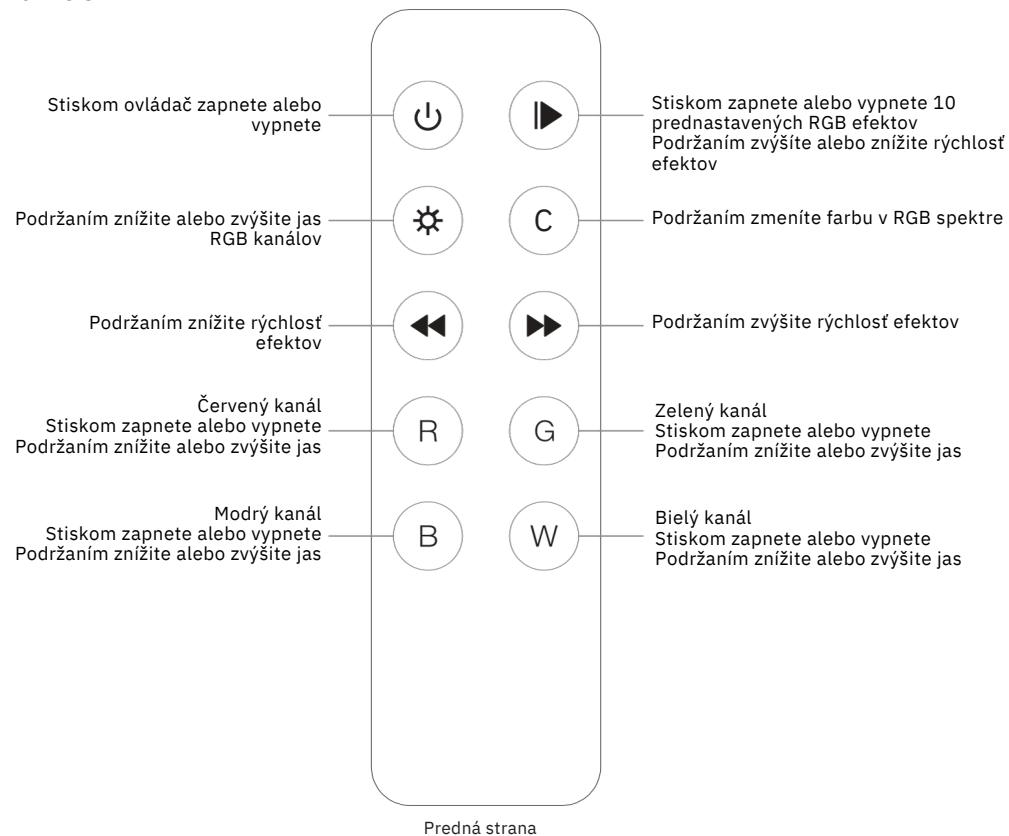 Stiskom ovládač zapnete alebo
vypnete
Stiskom zapnete alebo vypnete 10
prednastavených RGB efektov
Podržaním zvýšíte alebo znížite rýchlosť
efektov
Podržaním znížite alebo zvýšite jas
RGB kanálov
C
Podržaním zmeníte farbu v RGB spektre
Podržaním znížite rýchlosť
efektov
Podržaním zvýšite rýchlosť efektov
Červený kanál
Stiskom zapnete alebo vypnete
Podržaním znížite alebo zvýšite jas
R
G
Zelený kanál
Stiskom zapnete alebo vypnete
Podržaním znížite alebo zvýšite jas
Modrý kanál
Stiskom zapnete alebo vypnete
Podržaním znížite alebo zvýšite jas
B
W
Bielý kanál
Stiskom zapnete alebo vypnete
Podržaním znížite alebo zvýšite jas
Predná strana